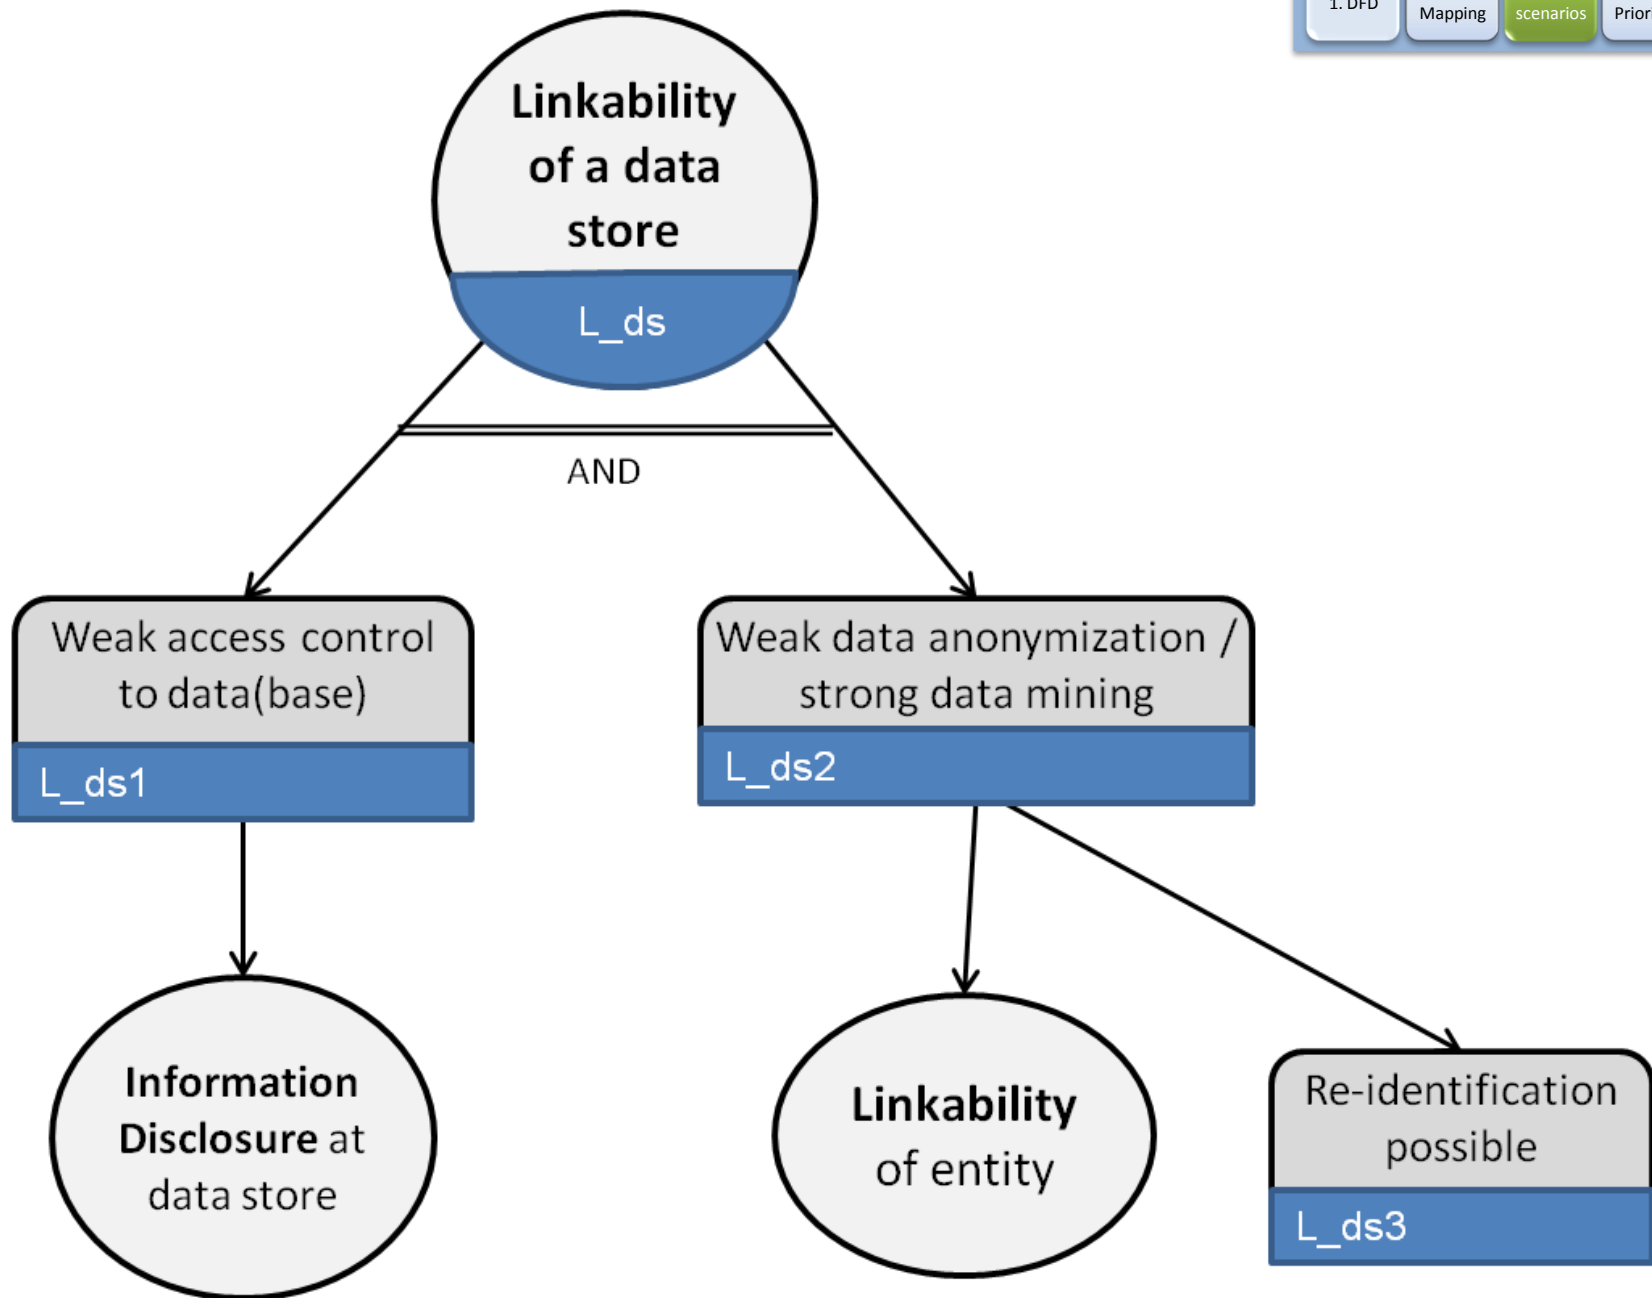 1. DFD
Mapping
scenarios
Linkability
of a data
store
L_ds
AND
Weak access control
to data(base)
L_ds1
Weak data anonymization /
strong data mining
L_ds2
Information
Disclosure at
data store
Linkability
of entity
Re-identification
possible
L_ds3